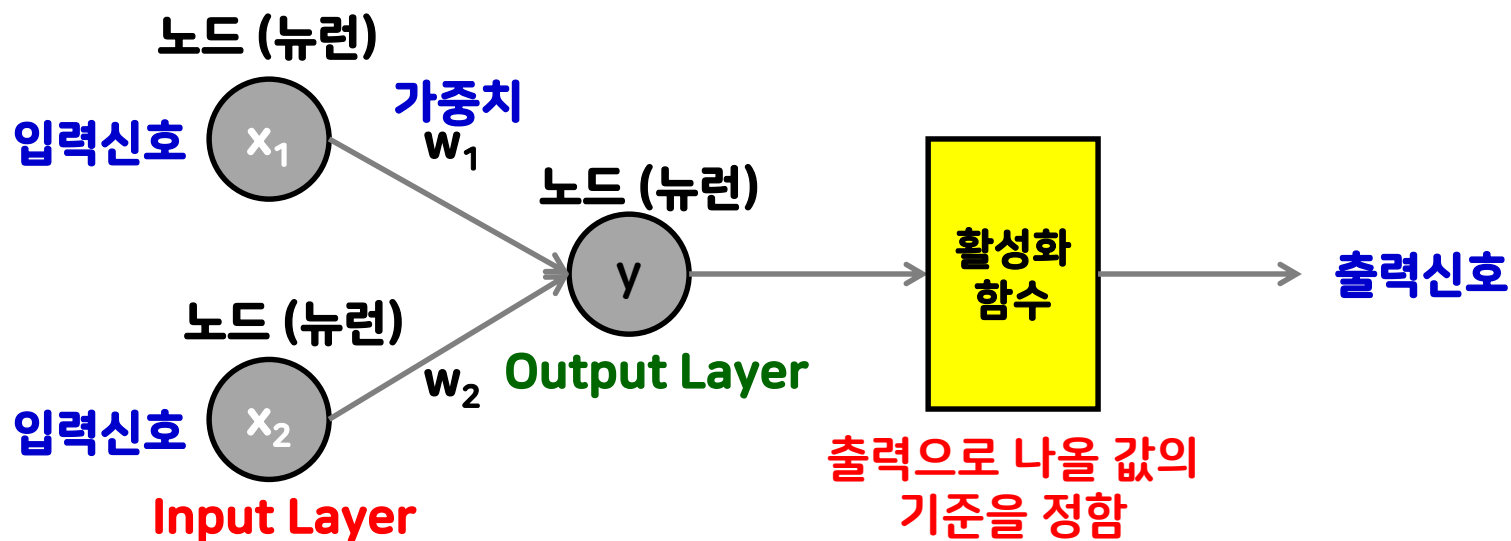 노드 (뉴런)
입력신호
x₁
가중치
w₁
노드 (뉴런)
y
노드 (뉴런)
입력신호
x₂
w₂
Input Layer
Output Layer
활성화
함수
출력신호
출력으로 나올 값의
기준을 정함